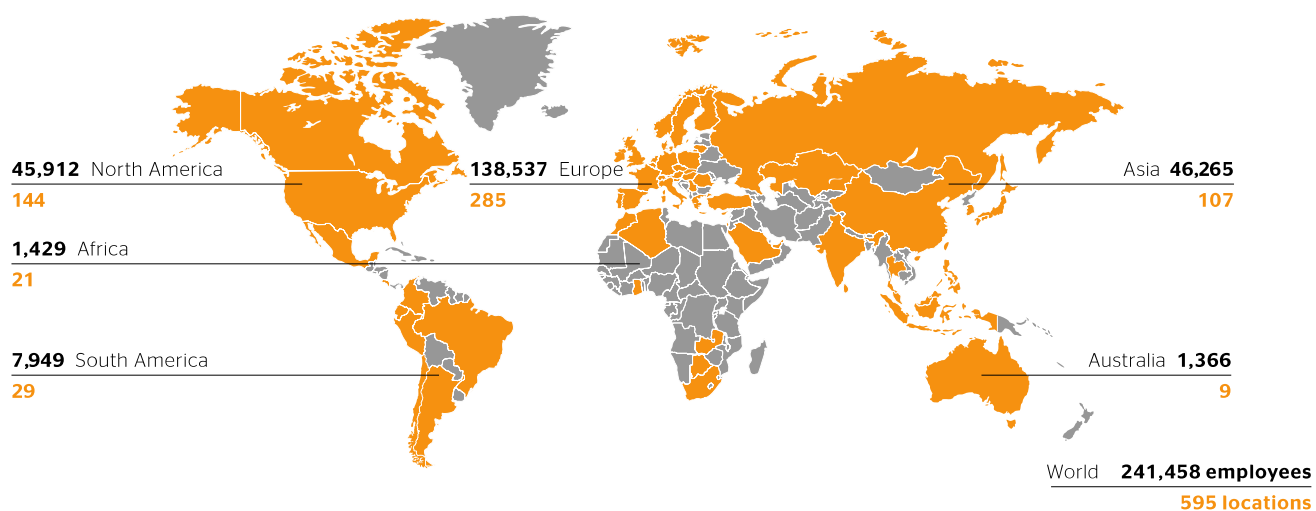 45,912 North America
144
138,537 Europe
285
Asia 46,265
107
1,429 Africa
21
7,949 South America
29
Australia 1,366
9
World 241,458 employees
595 locations